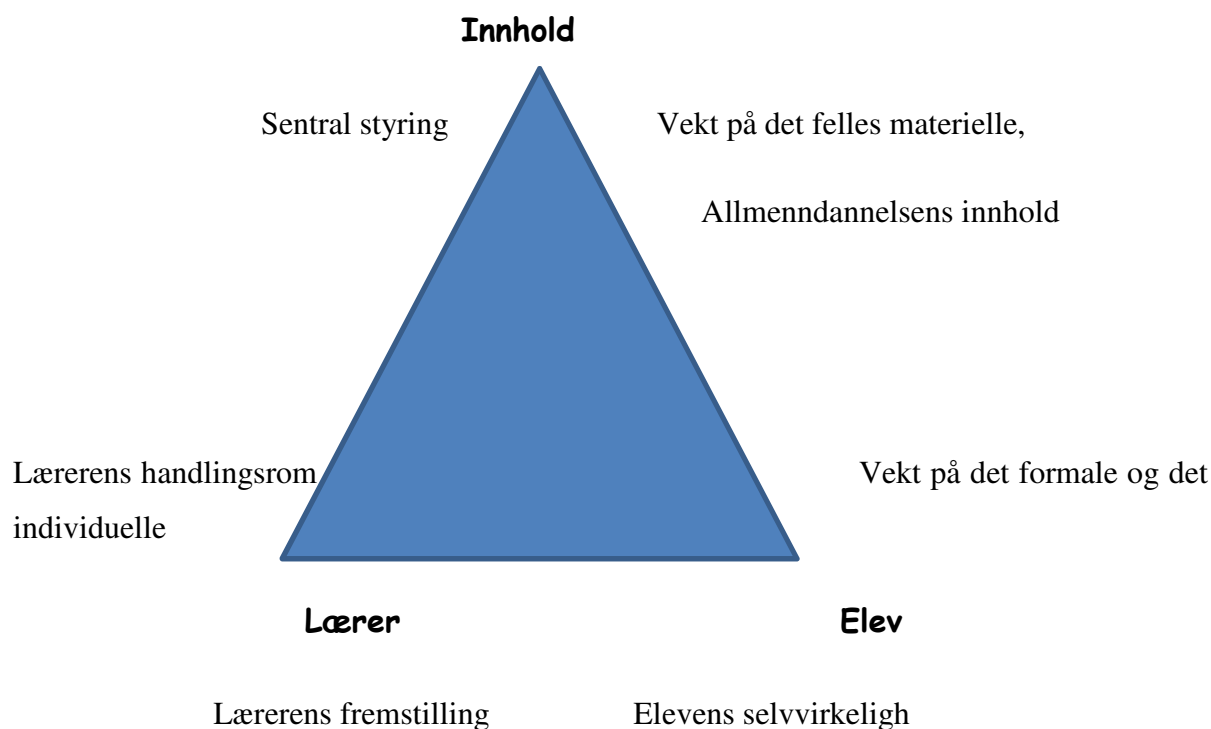 Innhold
Sentral styring
Vekt på det felles materielle,
Allmenndannelsens innhold
Lærerens handlingsrom
individuelle
Vekt på det formale og det
Lærer
Elev
Lærerens fremstilling
Elevens selvvirkeligh